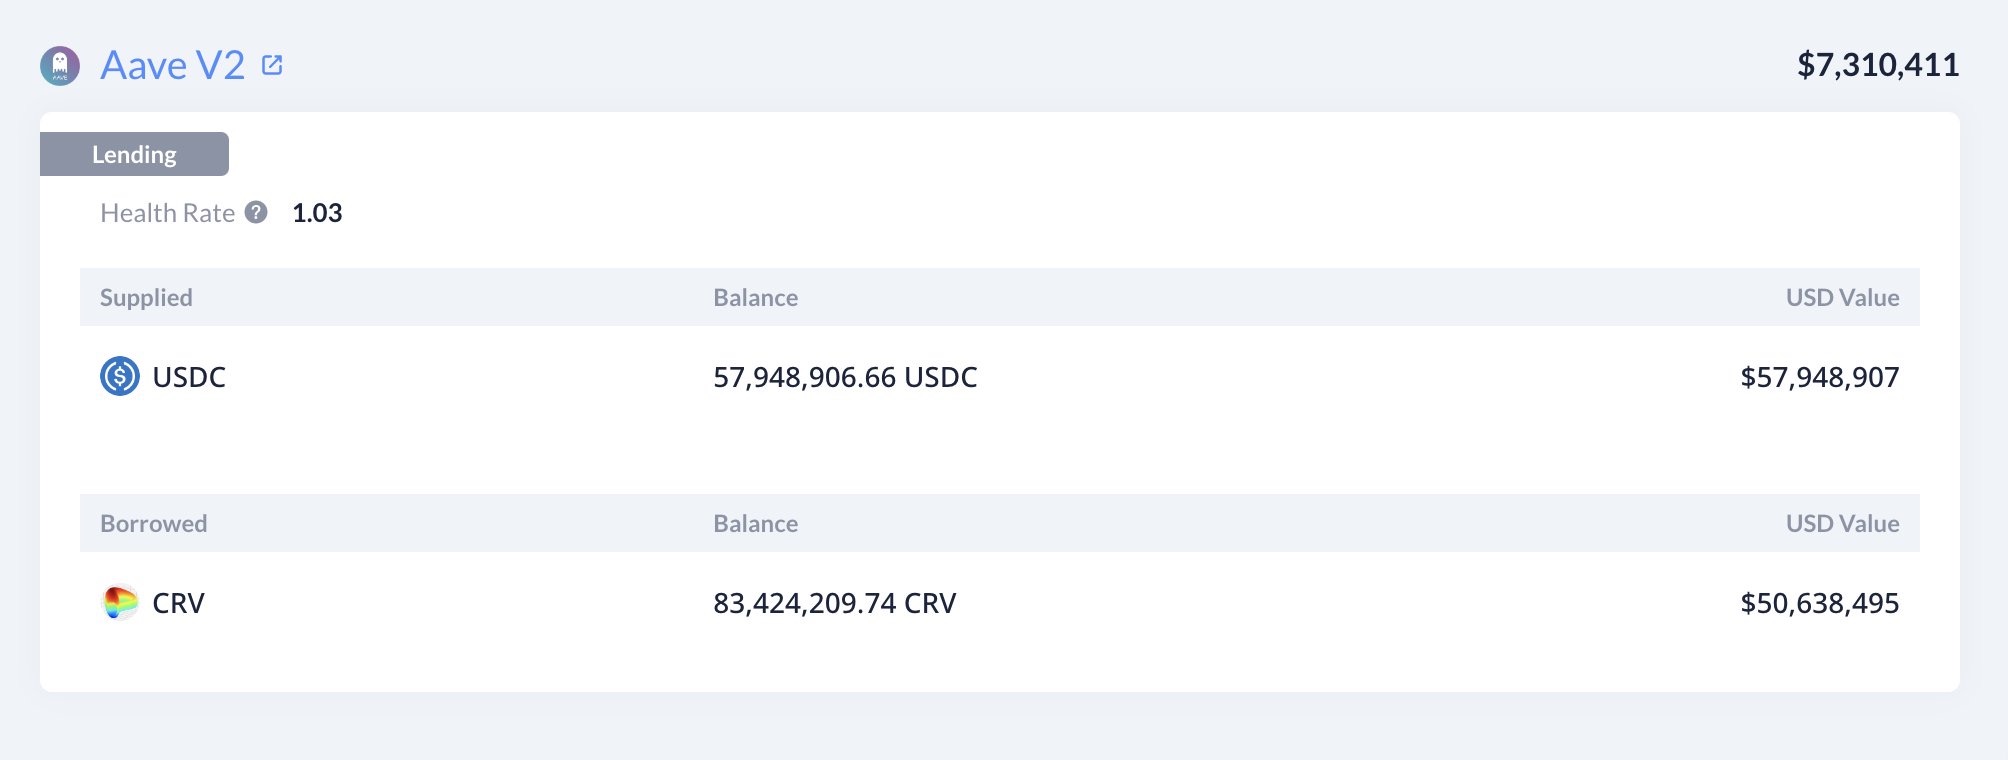 Aave V2 $7,310,411
Lending
Health Rate ? 1.03
Supplied Balance USD Value
USDC 57,948,906.66 USDC $57,948,907
Borrowed Balance USD Value
CRV 83,424,209.74 CRV $50,638,495